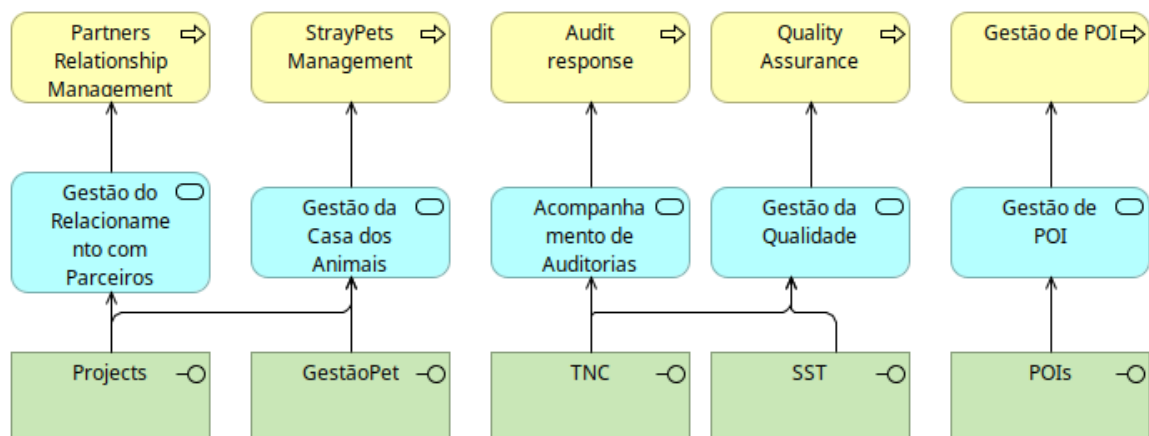 Partners
Relationship
Management
StrayPets
Management
Audit
response
Quality
Assurance
Gestão de POI
Gestão do
Relacioname
nto com
Parceiros
Gestão da
Casa dos
Animais
Acompanha
mento de
Auditorias
Gestão da
Qualidade
Gestão de
POI
Projects
GestãoPet
TNC
SST
POIs